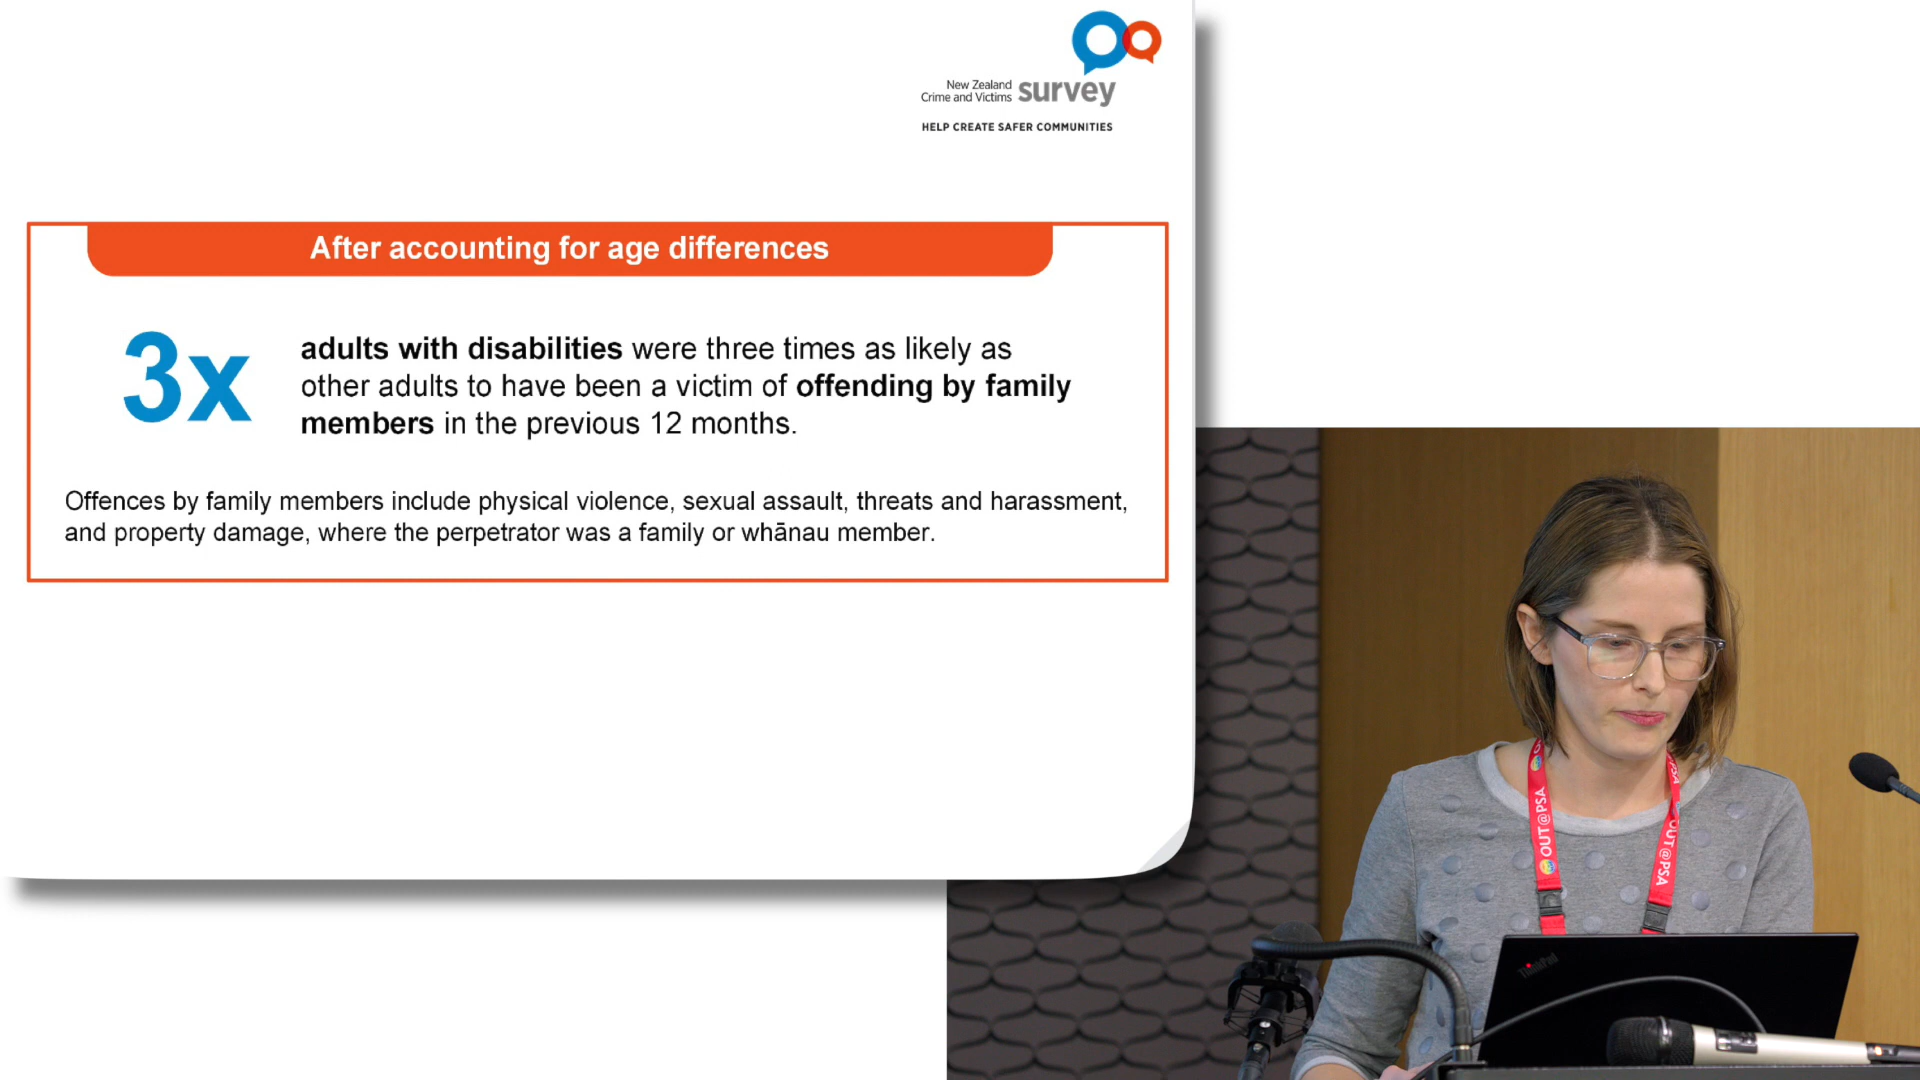 New Zealand
Crime and Victims survey
HELP CREATE SAFER COMMUNITIES
After accounting for age differences
3x
adults with disabilities were three times as likely as
other adults to have been a victim of offending by family
members in the previous 12 months.
Offences by family members include physical violence, sexual assault, threats and harassment,
and property damage, where the perpetrator was a family or whānau member.
OUT@PSA
OUT@PSA
ThinkPad